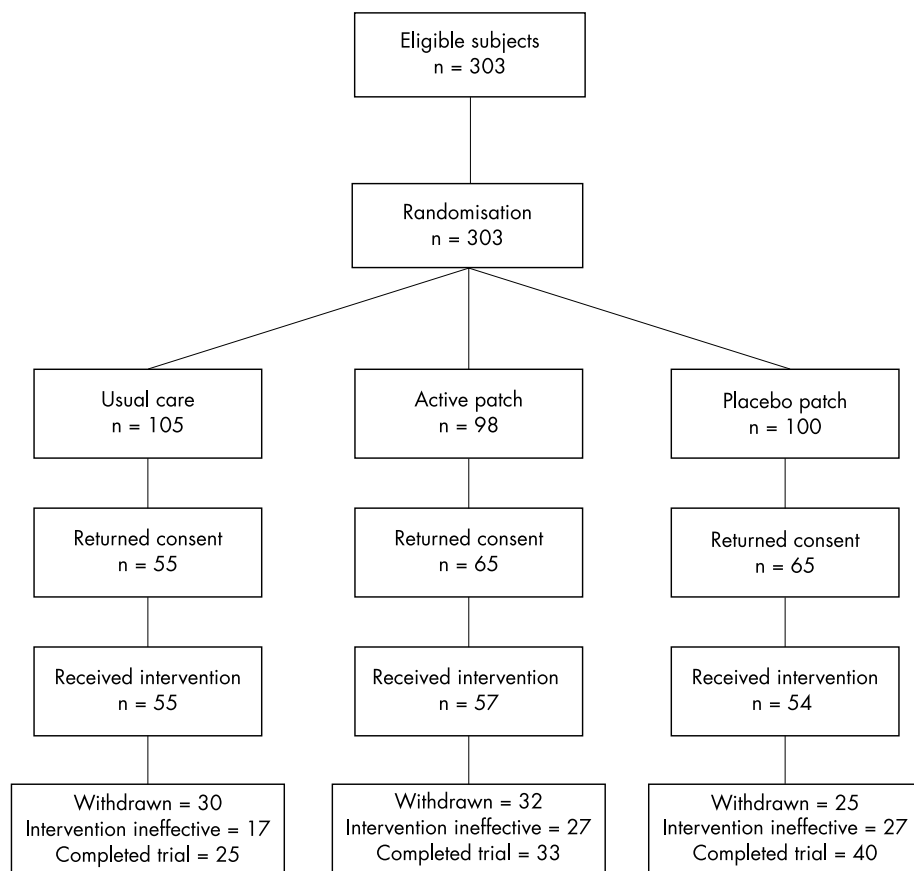 Eligible subjects
n = 303
Randomisation
n = 303
Usual care
n = 105
Active patch
n = 98
Placebo patch
n = 100
Returned consent
n = 55
Returned consent
n = 65
Returned consent
n = 65
Received intervention
n = 55
Received intervention
n = 57
Received intervention
n = 54
Withdrawn = 30
Intervention ineffective = 17
Completed trial = 25
Withdrawn = 32
Intervention ineffective = 27
Completed trial = 33
Withdrawn = 25
Intervention ineffective = 27
Completed trial = 40